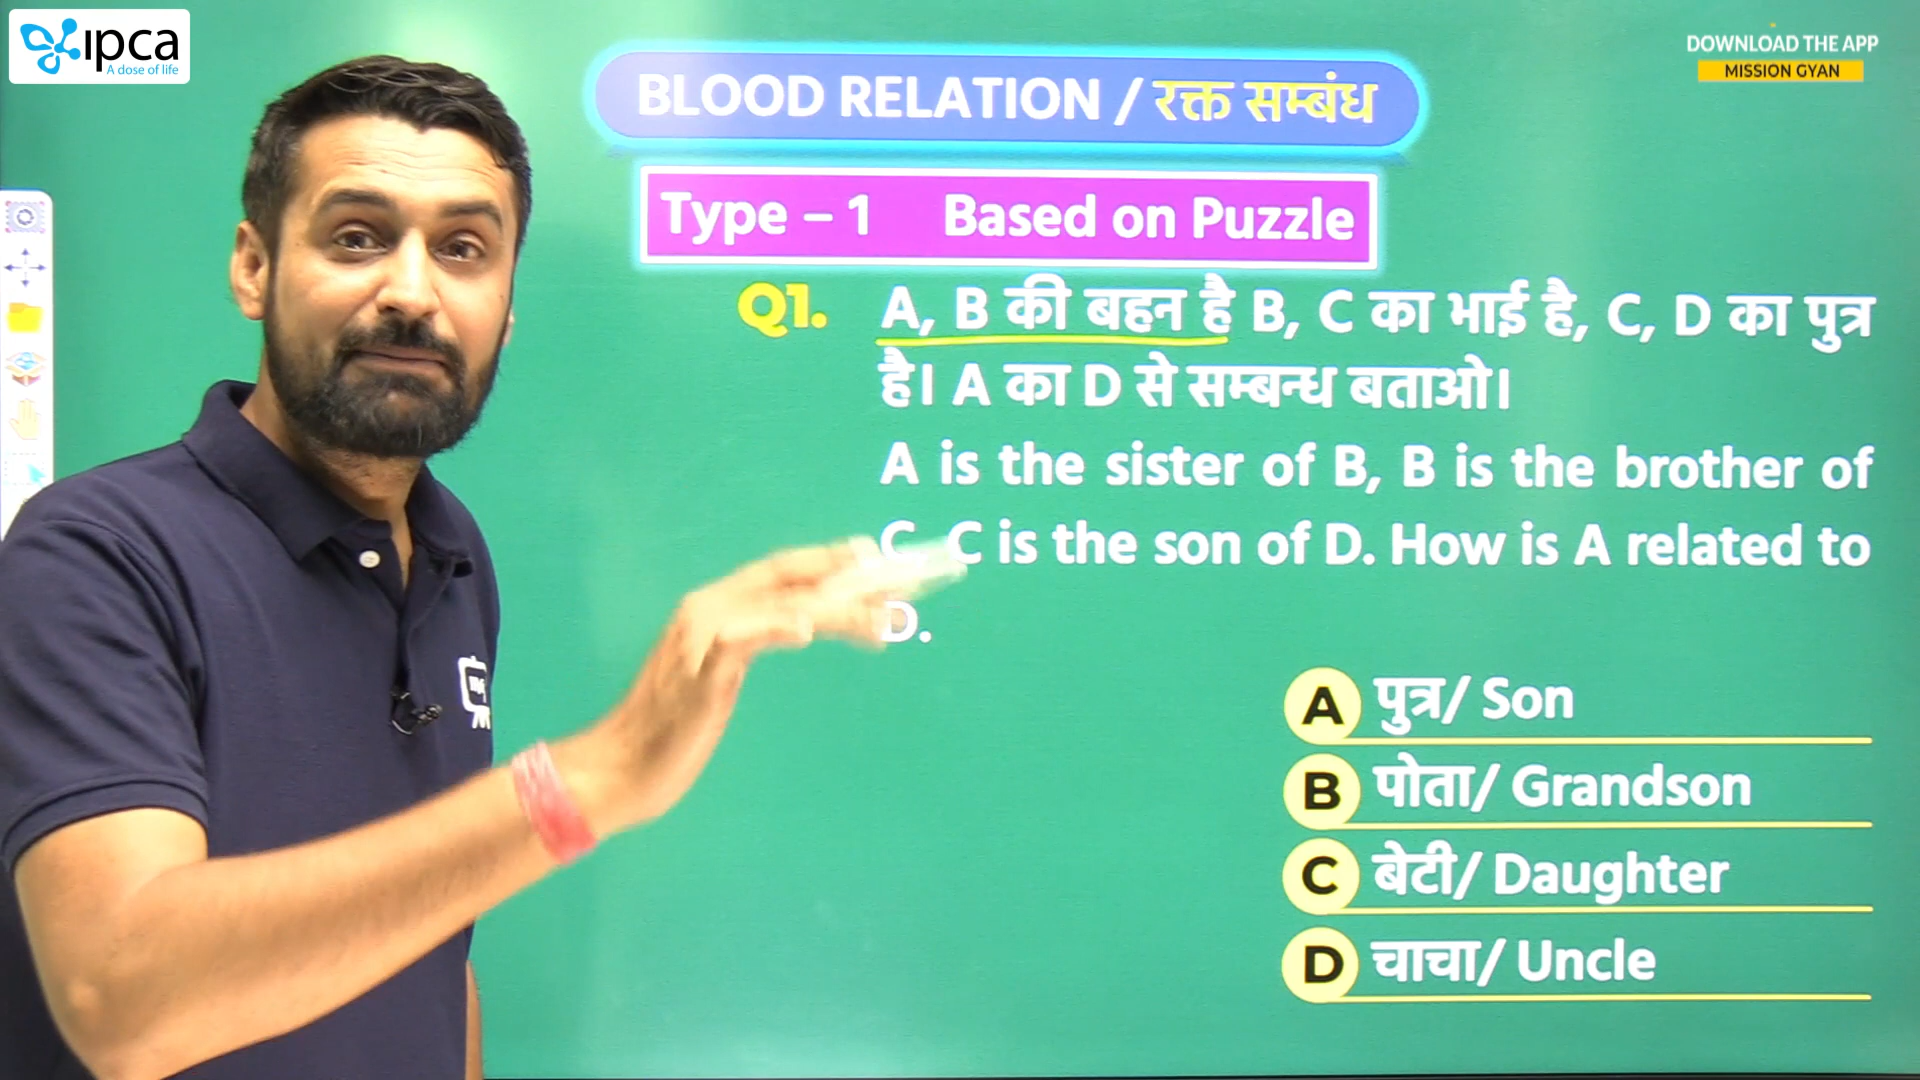 ipca
A dose of life
DOWNLOAD THE APP
MISSION GYAN
BLOOD RELATION / रक्त सम्बंध
Type – 1 Based on Puzzle
Q1. A, B की बहन है B, C का भाई है, C, D का पुत्र
है। A का D से सम्बन्ध बताओ।
A is the sister of B, B is the brother of
C, C is the son of D. How is A related to
D.
A पुत्र/ Son
B पोता/ Grandson
C बेटी/ Daughter
D चाचा/ Uncle